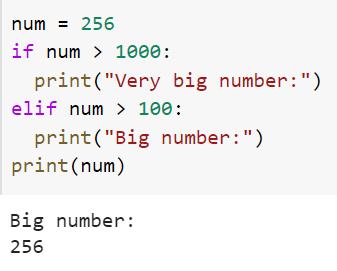 num = 256
if num > 1000:
  print("Very big number:")
elif num > 100:
  print("Big number:")
print(num)
Big number:
256